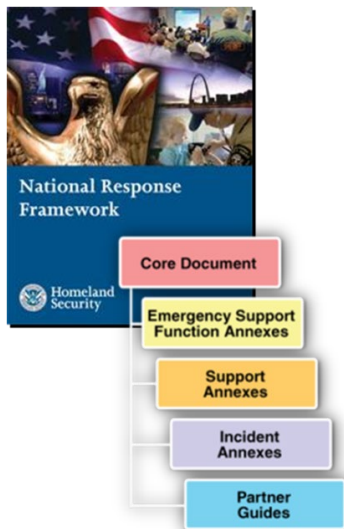 National Response
Framework
Homeland
Security
Core Document
Emergency Support
Function Annexes
Support
Annexes
Incident
Annexes
Partner
Guides